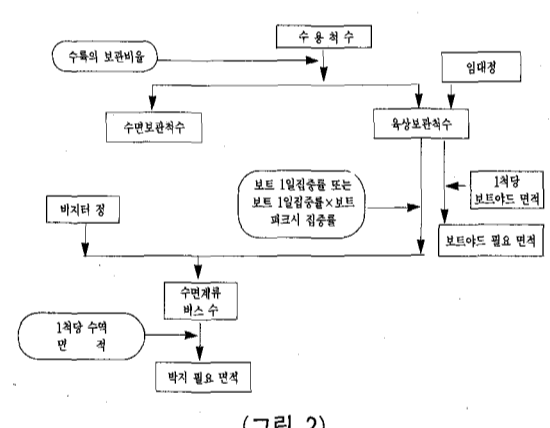 수 용 척 수
수륙의 보관비율
임대정
수면보관척수
육상보관척수
보트 1일집중률 또는
보트 1일집중률×보트
피크시 집중률
1척당
보트야드 면적
비지터 정
보트야드 필요 면적
수면계류
버스 수
1척당 수역
면 적
박지 필요 면적
(그림 2)